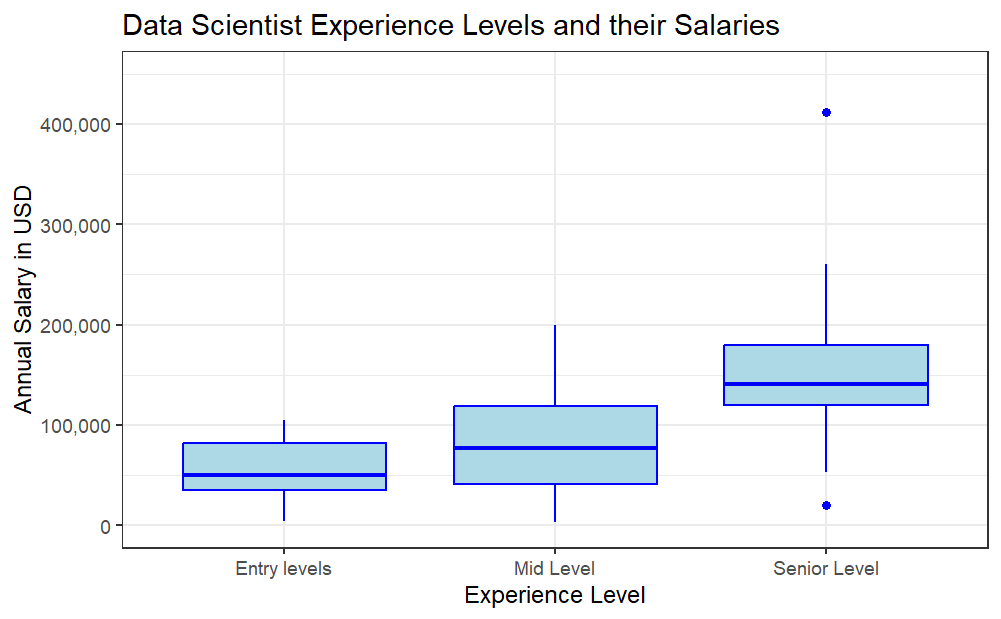 Data Scientist Experience Levels and their Salaries
Annual Salary in USD
400,000
300,000
200,000
100,000
0
Entry levels
Mid Level
Senior Level
Experience Level